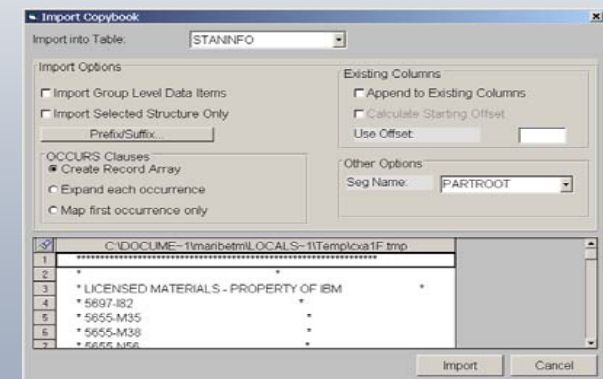 Import Copybook
Import into Table: STANINFO
Import Options
Import Group Level Data Items
Import Selected Structure Only
Prefix/Suffix...
OCCURS Clauses
Create Record Array
Expand each occurrence
Map first occurrence only
Existing Columns
Append to Existing Columns
Calculate Starting Offset
Use Offset:
Other Options
Seg Name: PARTROOT
C:\DOCUME~1\maribetm\LOCALS~1\Temp\cxa1F.tmp
1 ****************************************************************
2 * *
3 * LICENSED MATERIALS - PROPERTY OF IBM *
4 * 5697-I82 *
5 * 5655-M35 *
6 * 5655-M38 *
7 * 5655-N56 *
Import Cancel